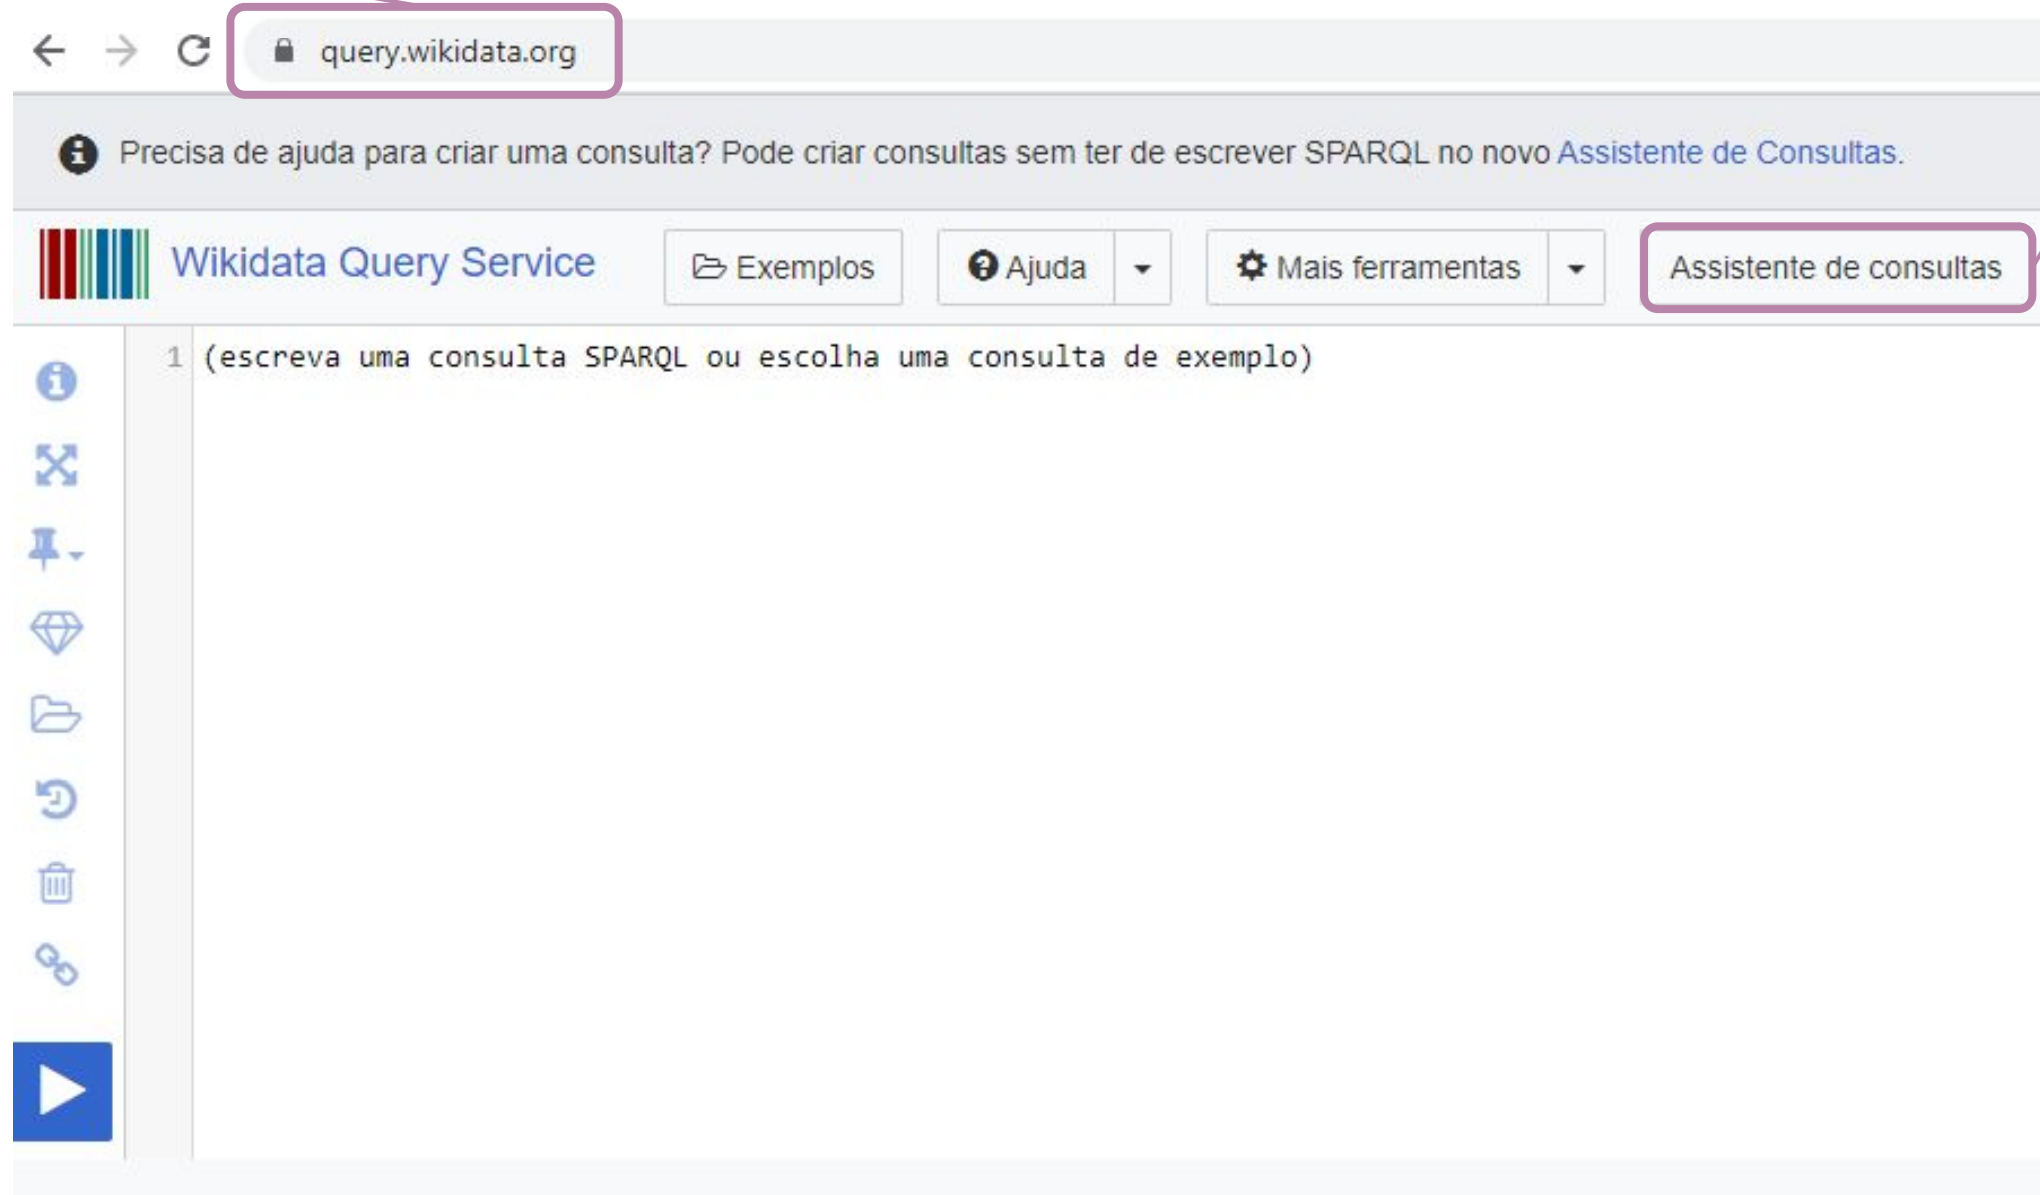 query.wikidata.org
Precisa de ajuda para criar uma consulta? Pode criar consultas sem ter de escrever SPARQL no novo Assistente de Consultas.
Wikidata Query Service Exemplos Ajuda Mais ferramentas Assistente de consultas
1 (escreva uma consulta SPARQL ou escolha uma consulta de exemplo)